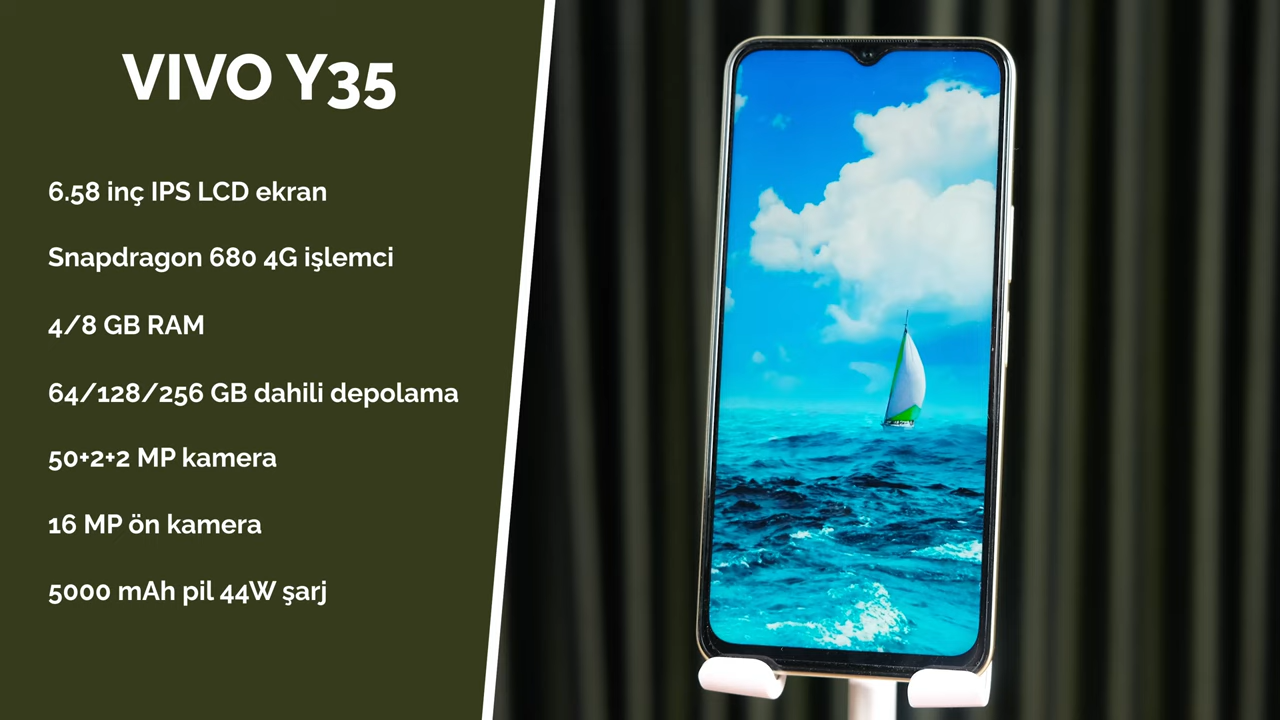 VIVO Y35
6.58 inç IPS LCD ekran
Snapdragon 680 4G işlemci
4/8 GB RAM
64/128/256 GB dahili depolama
50+2+2 MP kamera
16 MP ön kamera
5000 mAh pil 44W şarj